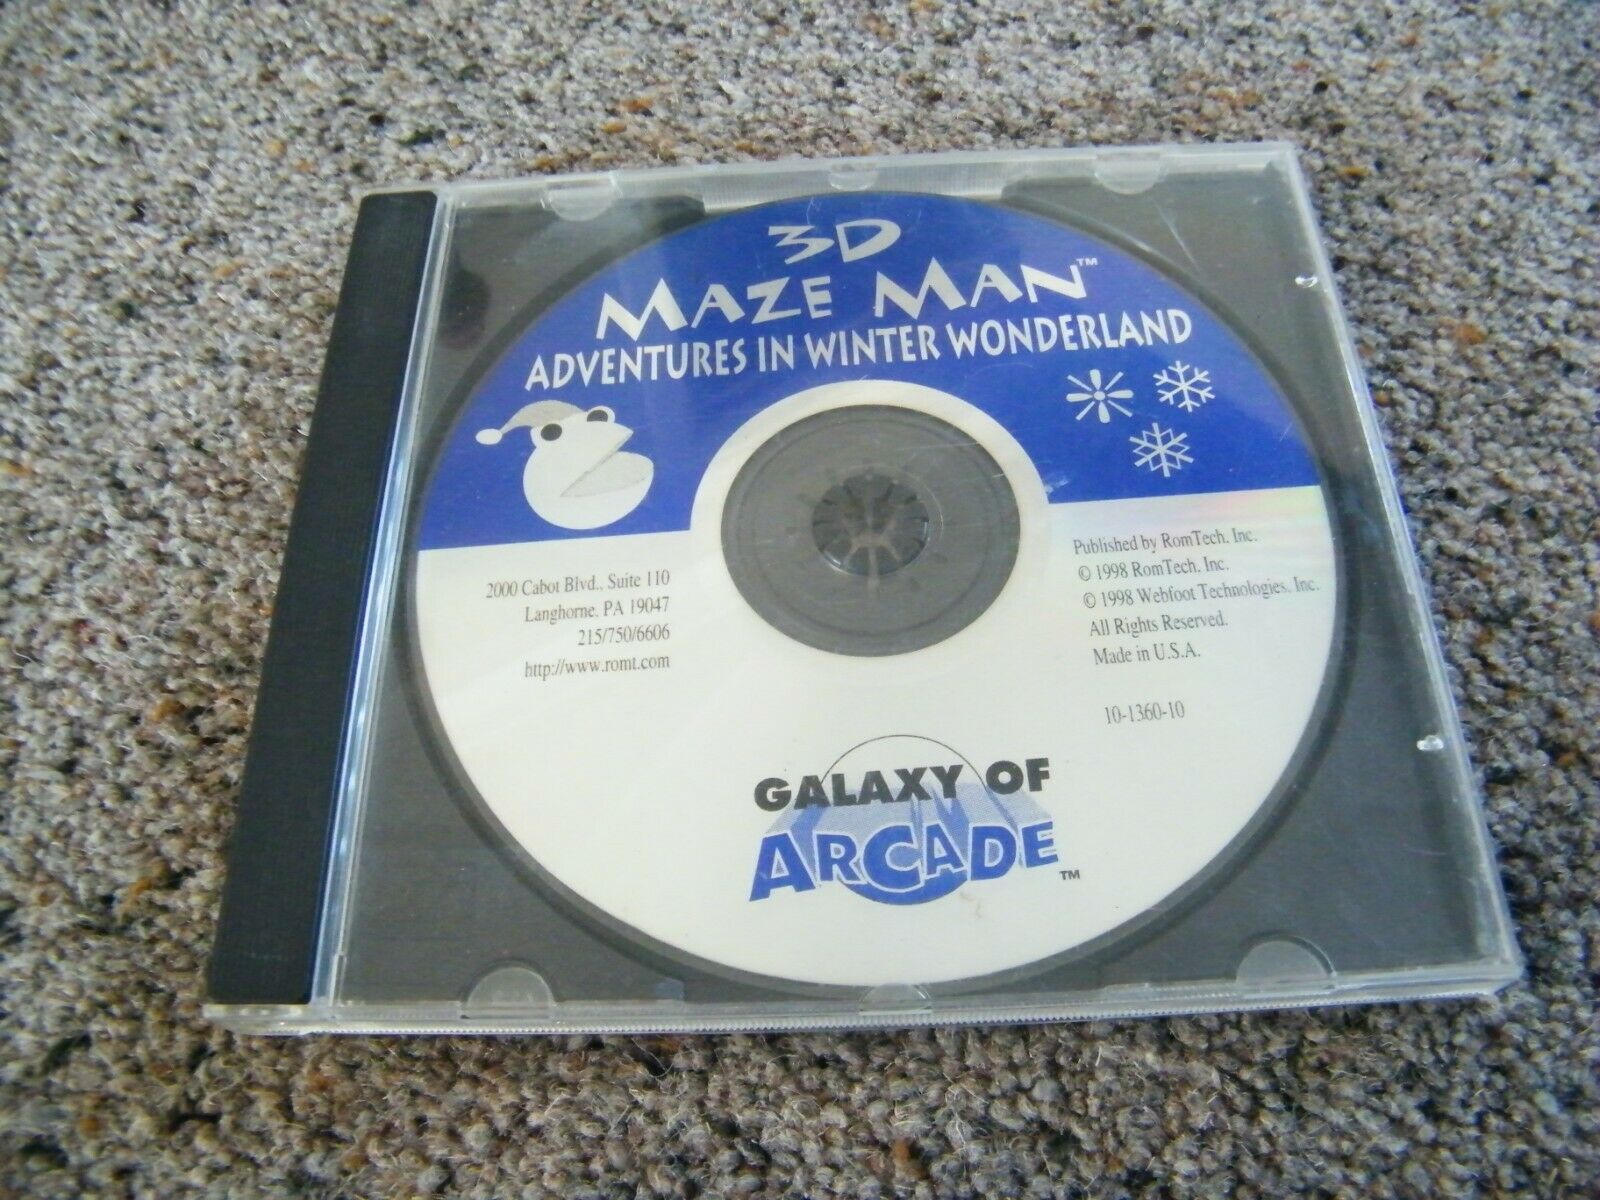 3D
MAZE MAN™
ADVENTURES IN WINTER WONDERLAND
2000 Cabot Blvd., Suite 110
Langhorne, PA 19047
215/750/6606
http://www.romt.com
Published by RomTech, Inc.
© 1998 RomTech, Inc.
© 1998 Webfoot Technologies, Inc.
All Rights Reserved.
Made in U.S.A.
10-1360-10
GALAXY OF
ARCADE™